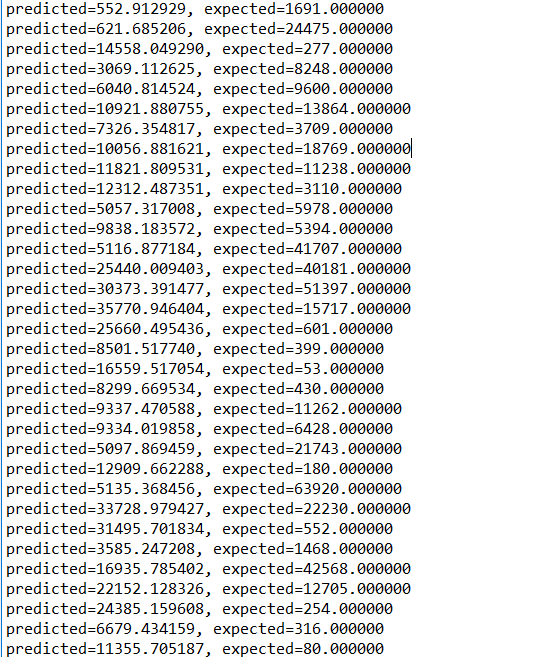 predicted=552.912929, expected=1691.000000
predicted=621.685206, expected=24475.000000
predicted=14558.049290, expected=277.000000
predicted=3069.112625, expected=8248.000000
predicted=6040.814524, expected=9600.000000
predicted=10921.880755, expected=13864.000000
predicted=7326.354817, expected=3709.000000
predicted=10056.881621, expected=18769.000000
predicted=11821.809531, expected=11238.000000
predicted=12312.487351, expected=3110.000000
predicted=5057.317008, expected=5978.000000
predicted=9838.183572, expected=5394.000000
predicted=5116.877184, expected=41707.000000
predicted=25440.009403, expected=40181.000000
predicted=30373.391477, expected=51397.000000
predicted=35770.946404, expected=15717.000000
predicted=25660.495436, expected=601.000000
predicted=8501.517740, expected=399.000000
predicted=16559.517054, expected=53.000000
predicted=8299.669534, expected=430.000000
predicted=9337.470588, expected=11262.000000
predicted=9334.019858, expected=6428.000000
predicted=5097.869459, expected=21743.000000
predicted=12909.662288, expected=180.000000
predicted=5135.368456, expected=63920.000000
predicted=33728.979427, expected=22230.000000
predicted=31495.701834, expected=552.000000
predicted=3585.247208, expected=1468.000000
predicted=16935.785402, expected=42568.000000
predicted=22152.128326, expected=12705.000000
predicted=24385.159608, expected=254.000000
predicted=6679.434159, expected=316.000000
predicted=11355.705187, expected=80.000000